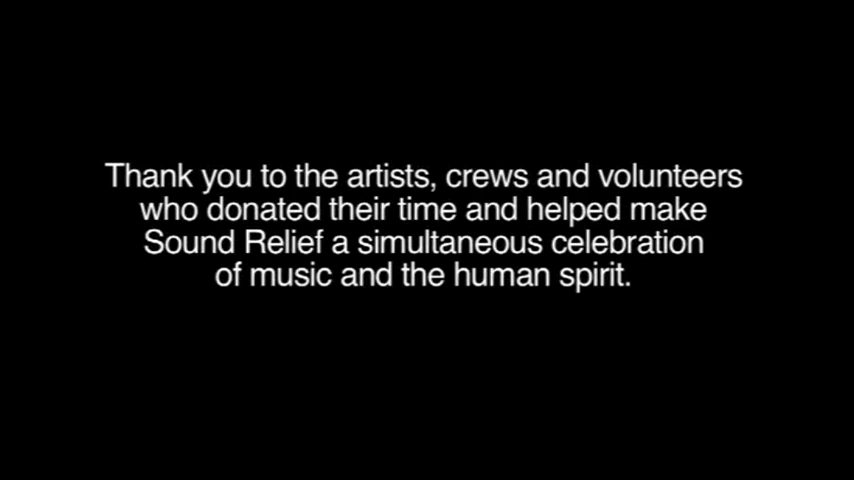 Thank you to the artists, crews and volunteers
who donated their time and helped make
Sound Relief a simultaneous celebration
of music and the human spirit.